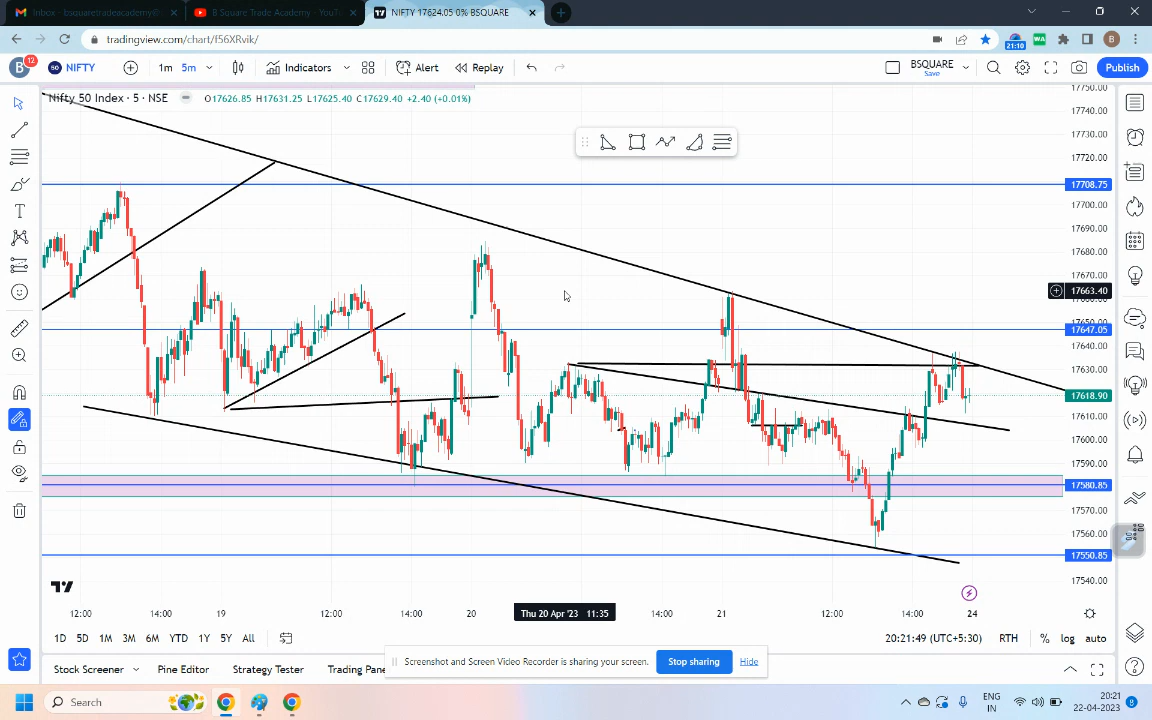 Inbox - bsquaretradeacademy@
B Square Trade Academy - YouT
NIFTY 17624.05 0% BSQUARE
tradingview.com/chart/f56XRvik/
21:10
WA
B
B
12
50
NIFTY
1m
5m
Indicators
Alert
Replay
BSQUARE
Save
Publish
Nifty 50 Index · 5 · NSE
O17626.85 H17631.25 L17625.40 C17629.40 +2.40 (+0.01%)
17750.00
17740.00
17730.00
17720.00
17708.75
17700.00
17690.00
17680.00
17670.00
17663.40
17647.05
17640.00
17630.00
17618.90
17610.00
17600.00
17590.00
17580.85
17570.00
17560.00
17550.85
17540.00
12:00
14:00
19
12:00
14:00
20
Thu 20 Apr '23 11:35
14:00
21
12:00
14:00
24
1D
5D
1M
3M
6M
YTD
1Y
5Y
All
20:21:49 (UTC+5:30)
RTH
%
log
auto
Stock Screener
Pine Editor
Strategy Tester
Trading Pane
Screenshot and Screen Video Recorder is sharing your screen.
Stop sharing
Hide
Search
ENG
IN
20:21
22-04-2023